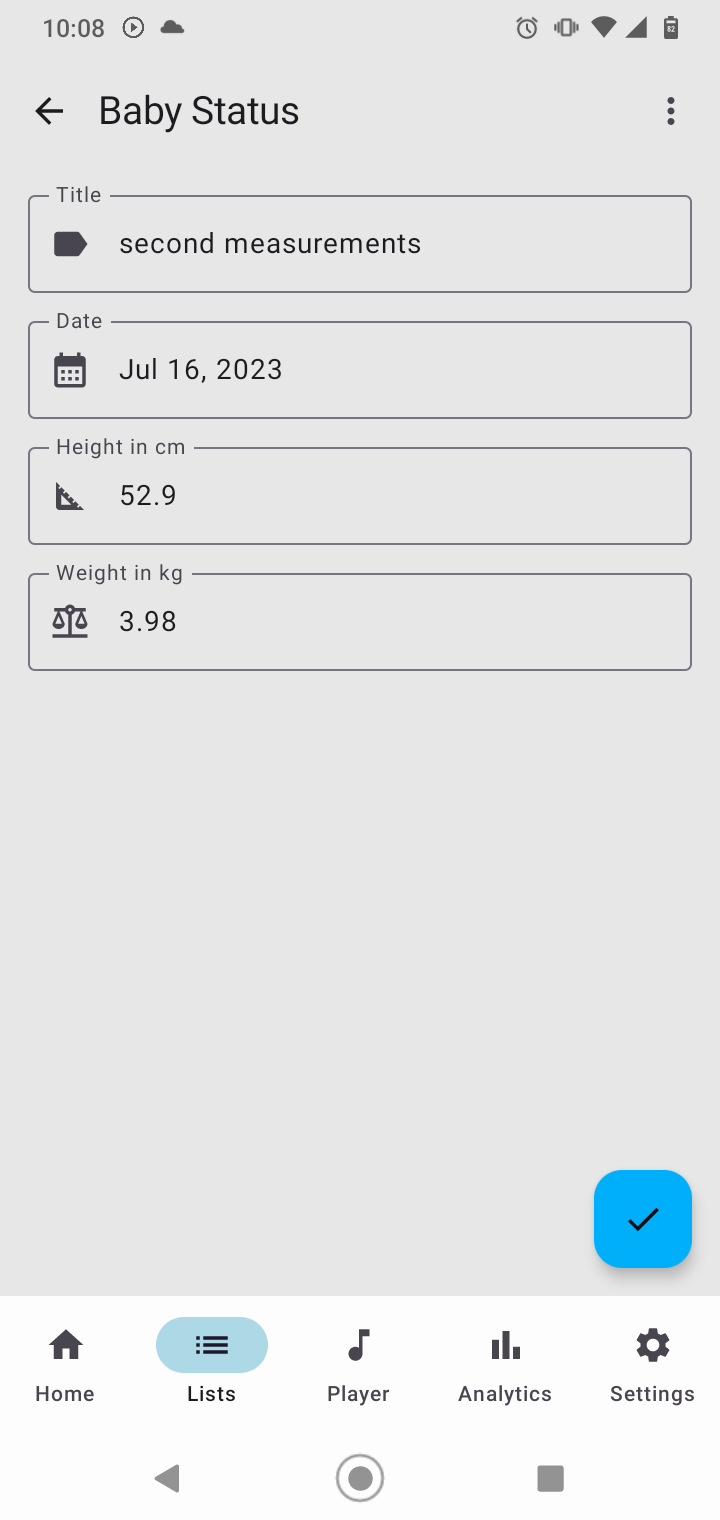 10:08
82
Baby Status
Title
second measurements
Date
Jul 16, 2023
Height in cm
52.9
Weight in kg
3.98
Home
Lists
Player
Analytics
Settings